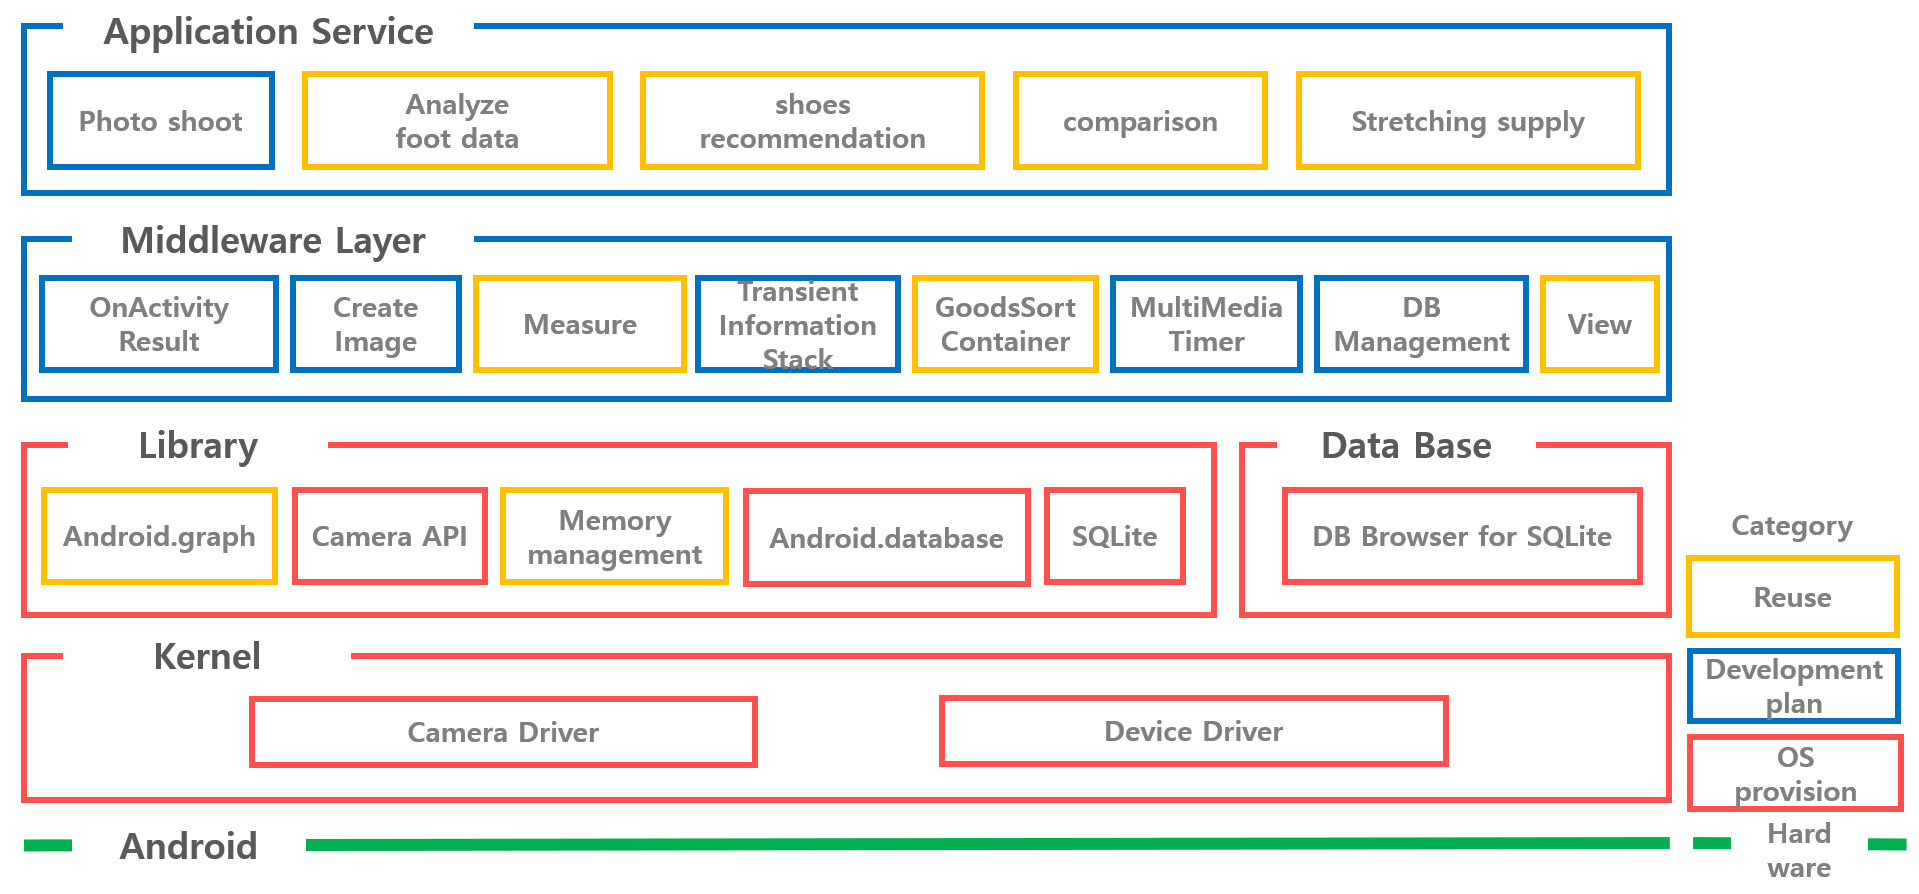 Application Service
Photo shoot
Analyze
foot data
shoes
recommendation
comparison
Stretching supply
Middleware Layer
OnActivity
Result
Create
Image
Measure
Transient
Information
Stack
GoodsSort
Container
MultiMedia
Timer
DB
Management
View
Library
Android.graph
Camera API
Memory
management
Android.database
SQLite
Data Base
DB Browser for SQLite
Kernel
Camera Driver
Device Driver
Android
Category
Reuse
Development
plan
OS
provision
Hard
ware